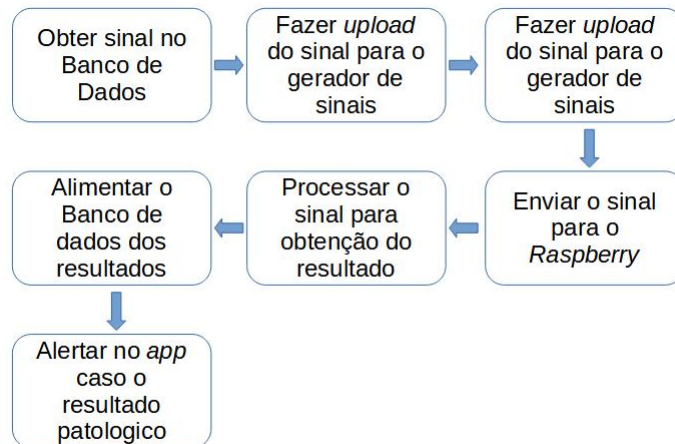 Obter sinal no
Banco de
Dados
Fazer upload
do sinal para o
gerador de
sinais
Fazer upload
do sinal para o
gerador de
sinais
Enviar o sinal
para o
Raspberry
Processar o
sinal para
obtenção do
resultado
Alimentar o
Banco de
dados dos
resultados
Alertar no app
caso o
resultado
patologico